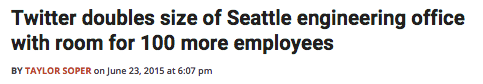 Twitter doubles size of Seattle engineering office
with room for 100 more employees
BY TAYLOR SOPER on June 23, 2015 at 6:07 pm